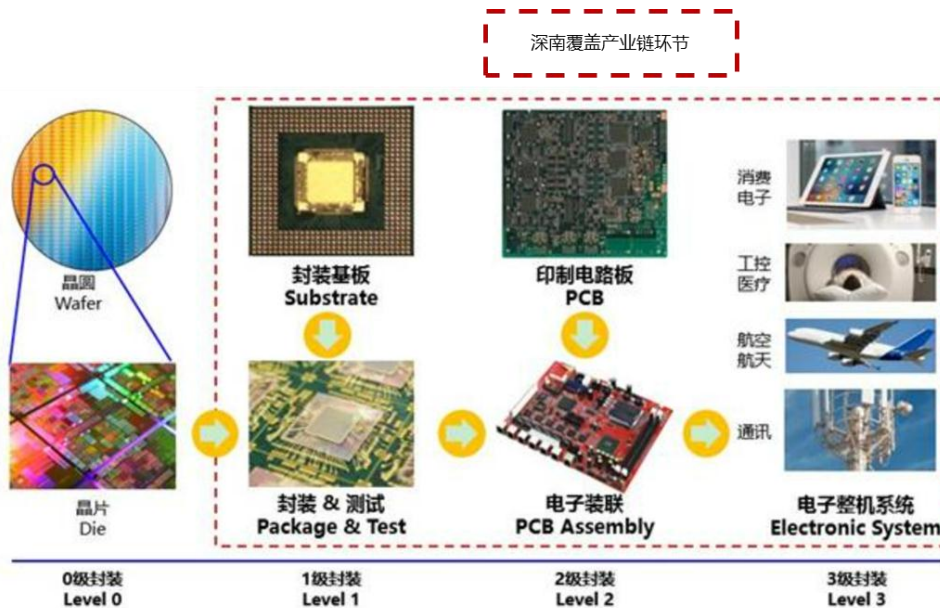 深南覆盖产业链环节
晶圆
Wafer
晶片
Die
封装基板
Substrate
封装 & 测试
Package & Test
印制电路板
PCB
电子装联
PCB Assembly
消费
电子
工控
医疗
航空
航天
通讯
电子整机系统
Electronic System
0级封装
Level 0
1级封装
Level 1
2级封装
Level 2
3级封装
Level 3